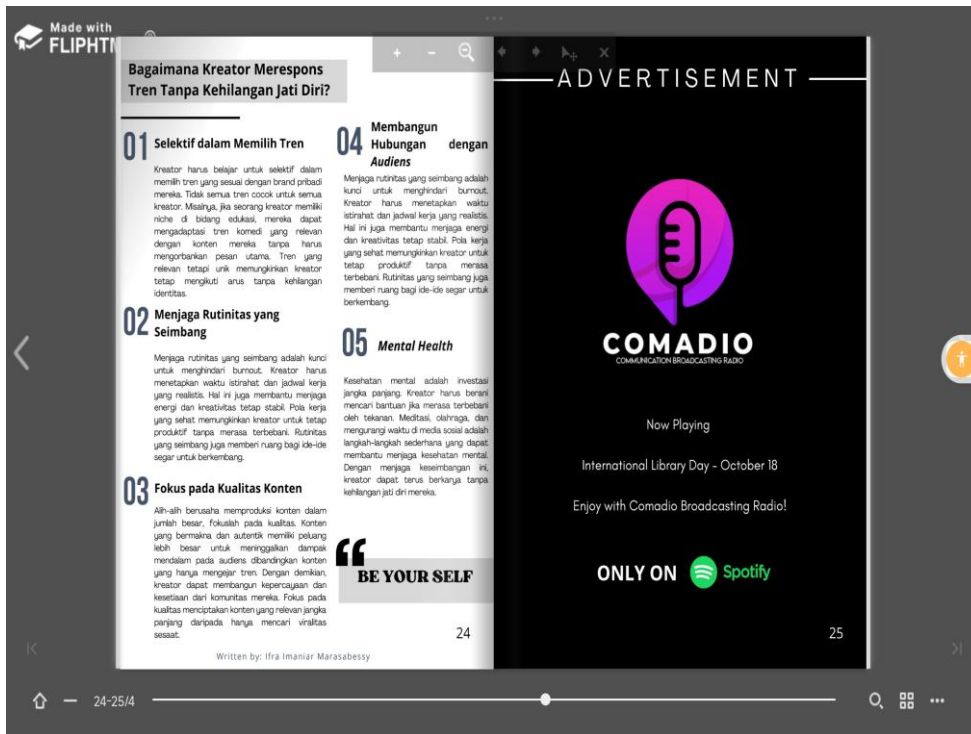 Made with
FLIPHTM
Bagaimana Kreator Merespons
Tren Tanpa Kehilangan Jati Diri?
01 Selektif dalam Memilih Tren
Kreator harus belajar untuk selektif dalam
memilih tren yang sesuai dengan brand pribadi
mereka. Tidak semua tren cocok untuk semua
kreator. Misalnya, jika seorang kreator memiliki
niche di bidang edukasi, mereka dapat
mengadaptasi tren komedi yang relevan
dengan konten mereka tanpa harus
mengorbankan pesan utama. Tren yang
relevan tetapi unik memungkinkan kreator
tetap mengikuti arus tanpa kehilangan
identitas.
02 Menjaga Rutinitas yang
Seimbang
Menjaga rutinitas yang seimbang adalah kunci
untuk menghindari burnout. Kreator harus
menetapkan waktu istirahat dan jadwal kerja
yang realistis. Hal ini juga membantu menjaga
energi dan kreativitas tetap stabil. Pola kerja
yang sehat memungkinkan kreator untuk tetap
produktif tanpa merasa terbebani. Rutinitas
yang seimbang juga memberi ruang bagi ide-ide
segar untuk berkembang.
03 Fokus pada Kualitas Konten
Alih-alih berusaha memproduksi konten dalam
jumlah besar, fokuslah pada kualitas. Konten
yang bermakna dan autentik memiliki peluang
lebih besar untuk meninggalkan dampak
mendalam pada audiens dibandingkan konten
yang hanya mengejar tren. Dengan demikian,
kreator dapat membangun kepercayaan dan
kesetiaan dari komunitas mereka. Fokus pada
kualitas menciptakan konten yang relevan jangka
panjang daripada hanya mencari viralitas
sesaat.
04 Membangun
Hubungan dengan
Audiens
Menjaga rutinitas yang seimbang adalah
kunci untuk menghindari burnout.
Kreator harus menetapkan waktu
istirahat dan jadwal kerja yang realistis.
Hal ini juga membantu menjaga energi
dan kreativitas tetap stabil. Pola kerja
yang sehat memungkinkan kreator untuk
tetap produktif tanpa merasa
terbebani. Rutinitas yang seimbang juga
memberi ruang bagi ide-ide segar untuk
berkembang.
05 Mental Health
Kesehatan mental adalah investasi
jangka panjang. Kreator harus berani
mencari bantuan jika merasa terbebani
oleh tekanan. Meditasi, olahraga, dan
mengurangi waktu di media sosial adalah
langkah-langkah sederhana yang dapat
membantu menjaga kesehatan mental.
Dengan menjaga keseimbangan ini,
kreator dapat terus berkarya tanpa
kehilangan jati diri mereka.
“ BE YOUR SELF
24
Written by: Ifra Imaniar Marasabessy
ADVERTISEMENT
COMADIO
COMMUNICATION BROADCASTING RADIO
Now Playing
International Library Day - October 18
Enjoy with Comadio Broadcasting Radio!
ONLY ON Spotify
25
24-25/4